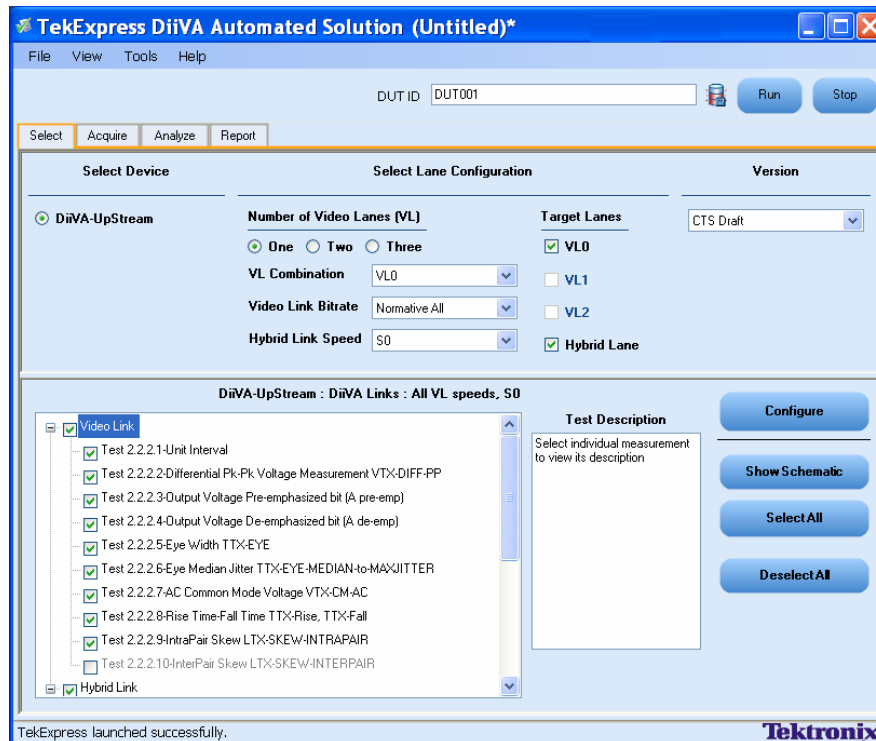 TekExpress DiiVA Automated Solution (Untitled)*
File View Tools Help
DUT ID DUT001 Run Stop
Select Acquire Analyze Report
Select Device Select Lane Configuration Version
DiiVA-UpStream Number of Video Lanes (VL) Target Lanes CTS Draft
One Two Three VL0
VL Combination VL0 VL1
Video Link Bitrate Normative All VL2
Hybrid Link Speed S0 Hybrid Lane
DiiVA-UpStream : DiiVA Links : All VL speeds, S0
Configure
Test Description
Video Link
Select individual measurement
to view its description
Test 2.2.2.1-Unit Interval
Test 2.2.2.2-Differential Pk-Pk Voltage Measurement VTX-DIFF-PP
Show Schematic
Test 2.2.2.3-Output Voltage Pre-emphasized bit (A pre-emp)
Test 2.2.2.4-Output Voltage De-emphasized bit (A de-emp)
Select All
Test 2.2.2.5-Eye Width TTX-EYE
Test 2.2.2.6-Eye Median Jitter TTX-EYE-MEDIAN-to-MAXJITTER
Deselect All
Test 2.2.2.7-AC Common Mode Voltage VTX-CM-AC
Test 2.2.2.8-Rise Time-Fall Time TTX-Rise, TTX-Fall
Test 2.2.2.9-IntraPair Skew LTX-SKEW-INTRAPAIR
Test 2.2.2.10-InterPair Skew LTX-SKEW-INTERPAIR
Hybrid Link
TekExpress launched successfully.
Tektronix